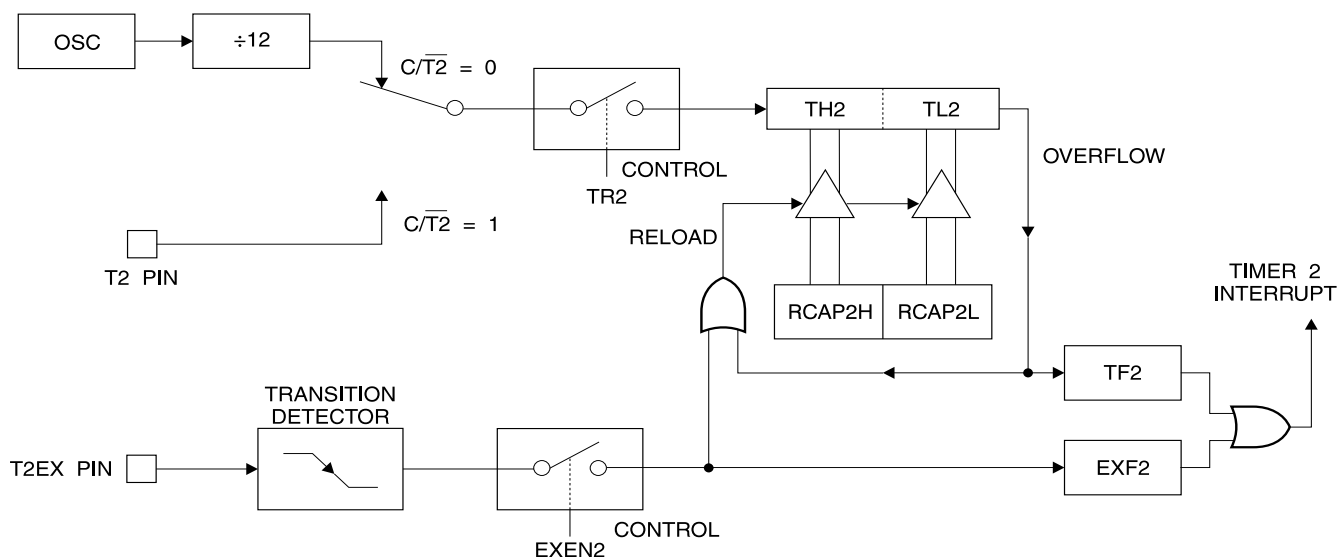 OSC
÷12
C/T2̅ = 0
TH2
TL2
OVERFLOW
CONTROL
TR2
C/T2̅ = 1
T2 PIN
RELOAD
RCAP2H
RCAP2L
TIMER 2
INTERRUPT
TF2
TRANSITION
DETECTOR
T2EX PIN
EXF2
CONTROL
EXEN2